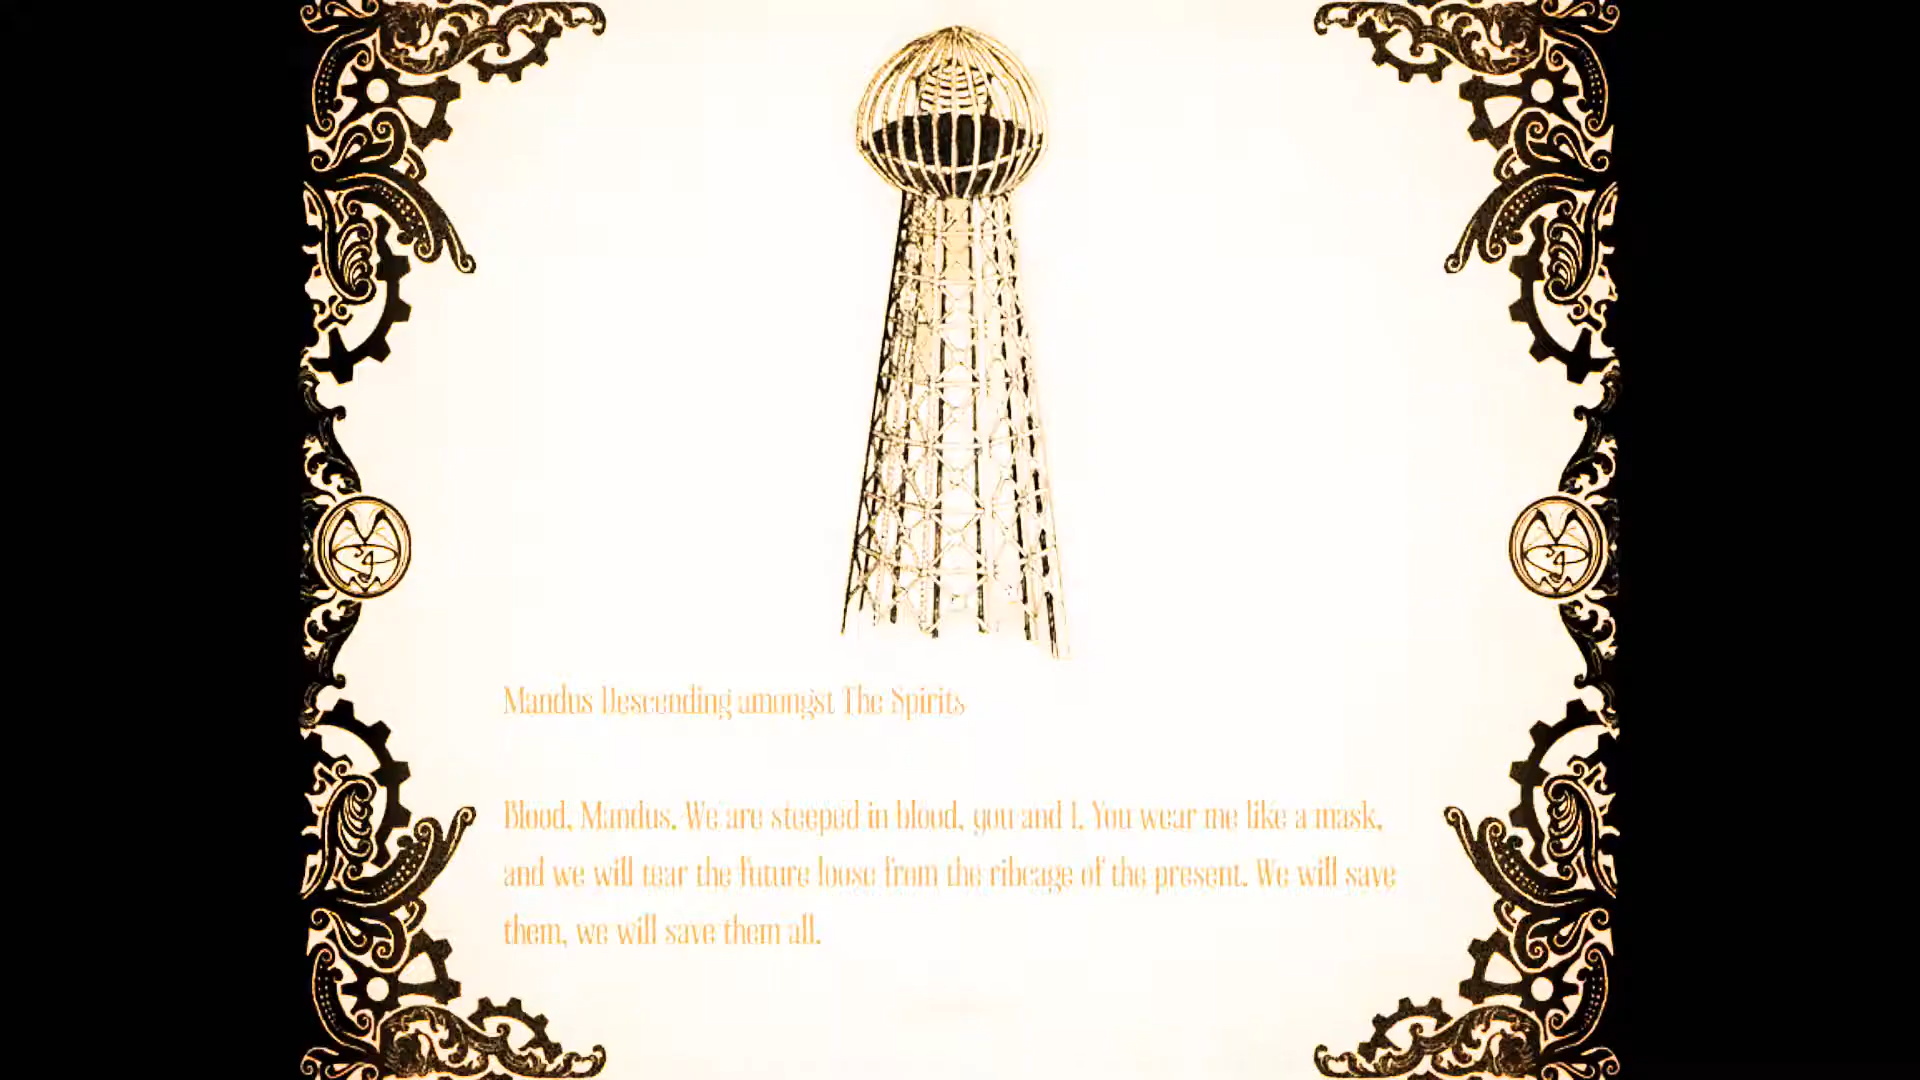 Mandus Descending amongst The Spirits
Blood, Mandus. We are steeped in blood, you and I. You wear me like a mask,
and we will tear the future loose from the ribcage of the present. We will save
them, we will save them all.